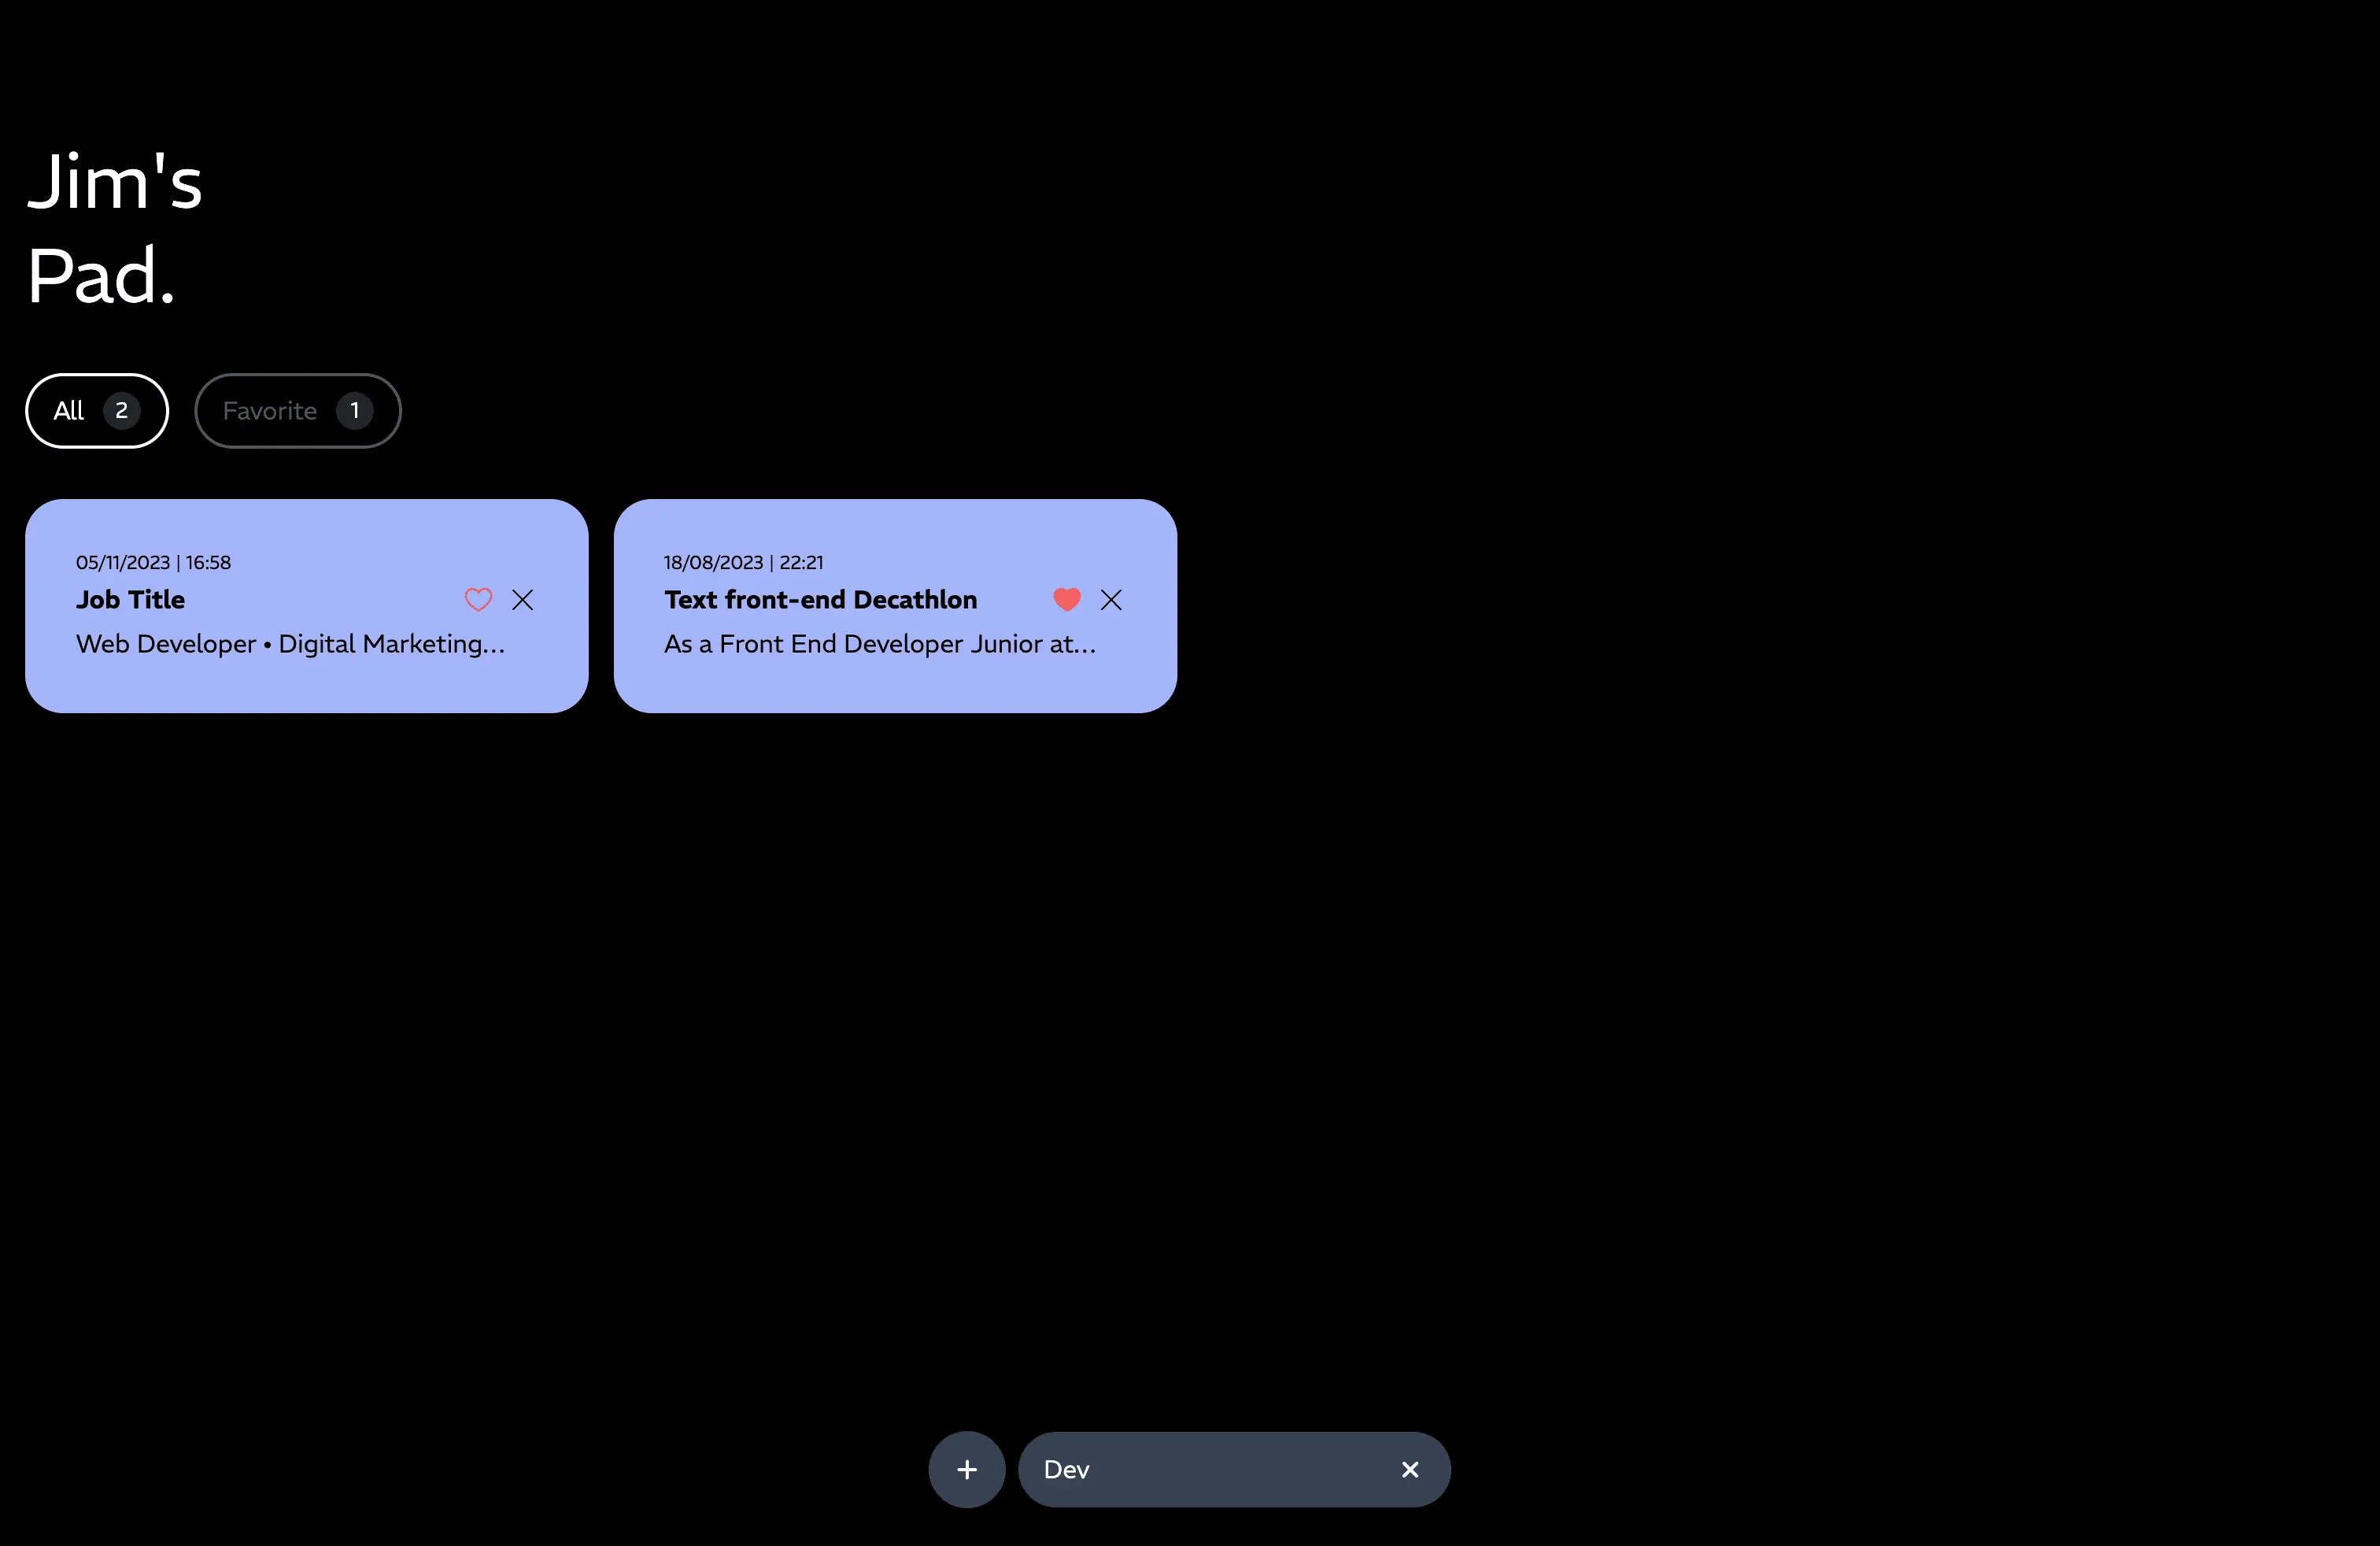 Jim's
Pad.
All 2 Favorite 1
05/11/2023 | 16:58
Job Title
Web Developer • Digital Marketing...
18/08/2023 | 22:21
Text front-end Decathlon
As a Front End Developer Junior at...
Dev